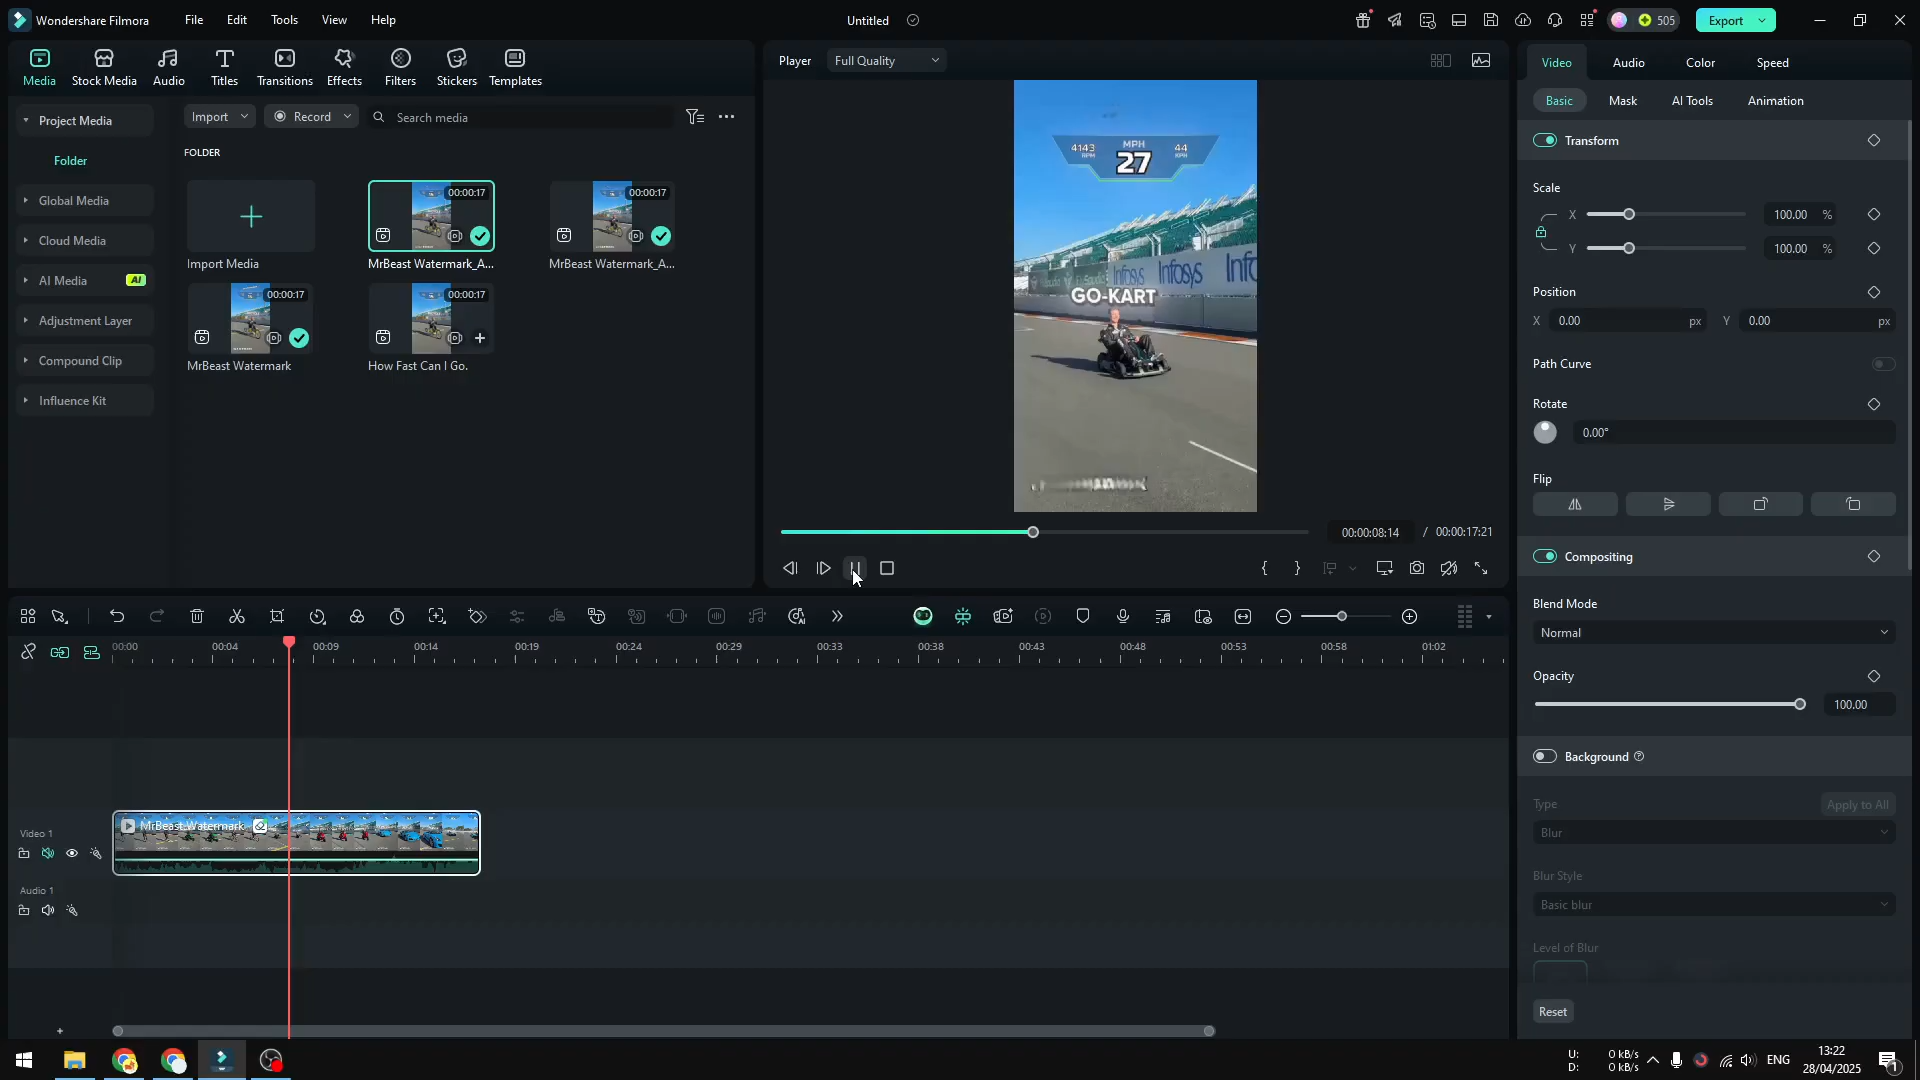 Wondershare Filmora
File
Edit
Tools
View
Help
Untitled
505
Export
Media
Stock Media
Audio
Titles
Transitions
Effects
Filters
Stickers
Templates
Project Media
Folder
Global Media
Cloud Media
AI Media
AI
Adjustment Layer
Compound Clip
Influence Kit
Import
Record
Search media
FOLDER
Import Media
00:00:17
MrBeast Watermark_A...
00:00:17
MrBeast Watermark_A...
00:00:17
MrBeast Watermark
00:00:17
How Fast Can I Go.
Player
Full Quality
4143
RPM
MPH
27
44
KPH
Infosys
Infosys
Inf
GO-KART
00:00:08:14
/
00:00:17:21
Video
Audio
Color
Speed
Basic
Mask
AI Tools
Animation
Transform
Scale
X
100.00
%
Y
100.00
%
Position
X
0.00
px
Y
0.00
px
Path Curve
Rotate
0.00°
Flip
Compositing
Blend Mode
Normal
Opacity
100.00
Background
Type
Apply to All
Blur
Blur Style
Basic blur
Level of Blur
Reset
00:00
00:04
00:09
00:14
00:19
00:24
00:29
00:33
00:38
00:43
00:48
00:53
00:58
01:02
Video 1
MrBeast Watermark
Audio 1
U:
0 kB/s
D:
0 kB/s
ENG
13:22
28/04/2025
1